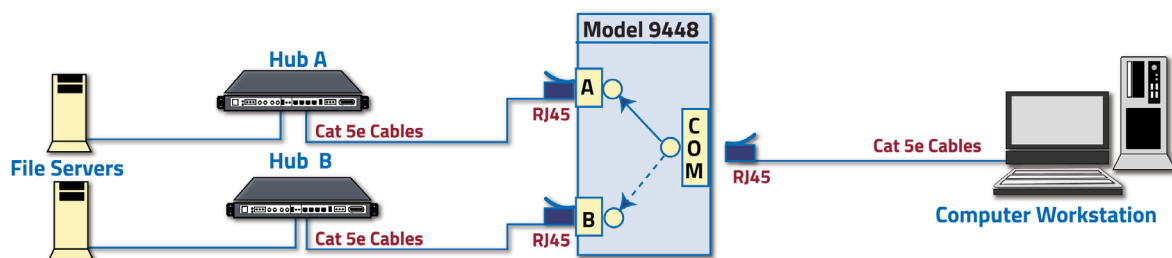 Model 9448
Hub A
A
RJ45
Cat 5e Cables
File Servers
Hub B
COM
Cat 5e Cables
RJ45
B
RJ45
Cat 5e Cables
Computer Workstation